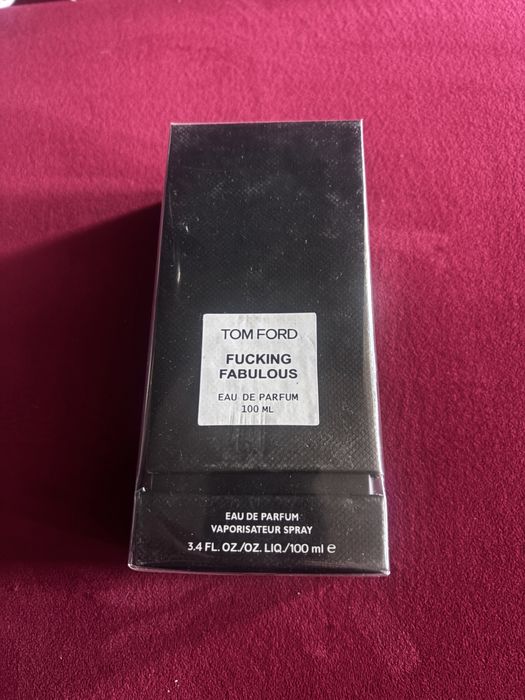 TOM FORD
FUCKING
FABULOUS
EAU DE PARFUM
100 ML
EAU DE PARFUM
VAPORISATEUR SPRAY
3.4 FL. OZ./OZ. LIQ./100 ml e